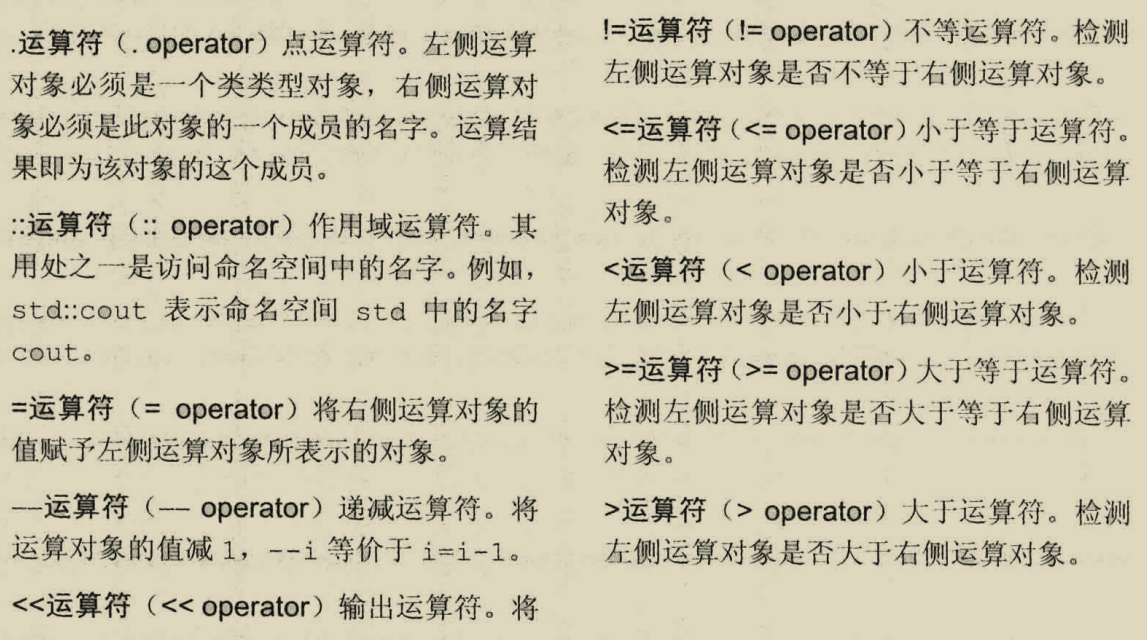 .运算符（. operator）点运算符。左侧运算
对象必须是一个类类型对象，右侧运算对
象必须是此对象的一个成员的名字。运算结
果即为该对象的这个成员。
::运算符（:: operator）作用域运算符。其
用处之一是访问命名空间中的名字。例如，
std::cout 表示命名空间 std 中的名字
cout。
=运算符（= operator）将右侧运算对象的
值赋予左侧运算对象所表示的对象。
--运算符（-- operator）递减运算符。将
运算对象的值减 1，--i 等价于 i=i-1。
<<运算符（<< operator）输出运算符。将
!=运算符（!= operator）不等运算符。检测
左侧运算对象是否不等于右侧运算对象。
<=运算符（<= operator）小于等于运算符。
检测左侧运算对象是否小于等于右侧运算
对象。
<运算符（< operator）小于运算符。检测
左侧运算对象是否小于右侧运算对象。
>=运算符（>= operator）大于等于运算符。
检测左侧运算对象是否大于等于右侧运算
对象。
>运算符（> operator）大于运算符。检测
左侧运算对象是否大于右侧运算对象。